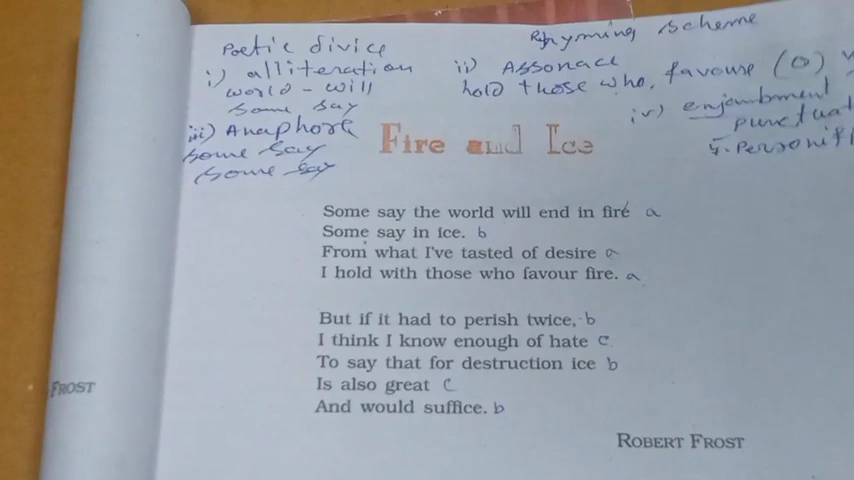 Poetic divice
Rhyming scheme
i) alliteration
world - will
some say
ii) Assonace
hold those who, favouse (o)
iii) Anaphore
some say
some say
iv) enjambment
punctuat
5. Personif
Fire and Ice
Some say the world will end in fire a
Some say in ice. b
From what I've tasted of desire a
I hold with those who favour fire. a
But if it had to perish twice, b
I think I know enough of hate c
To say that for destruction ice b
Is also great c
And would suffice. b
FROST
ROBERT FROST